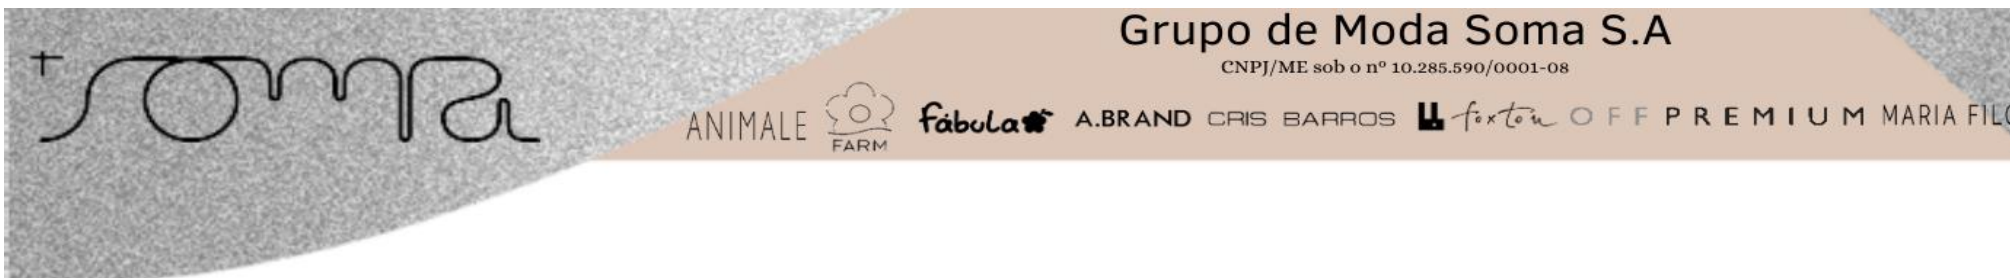 Grupo de Moda Soma S.A
CNPJ/ME sob o nº 10.285.590/0001-08
+soma
ANIMALE FARM fábula A.BRAND CRIS BARROS foxton OFF PREMIUM MARIA